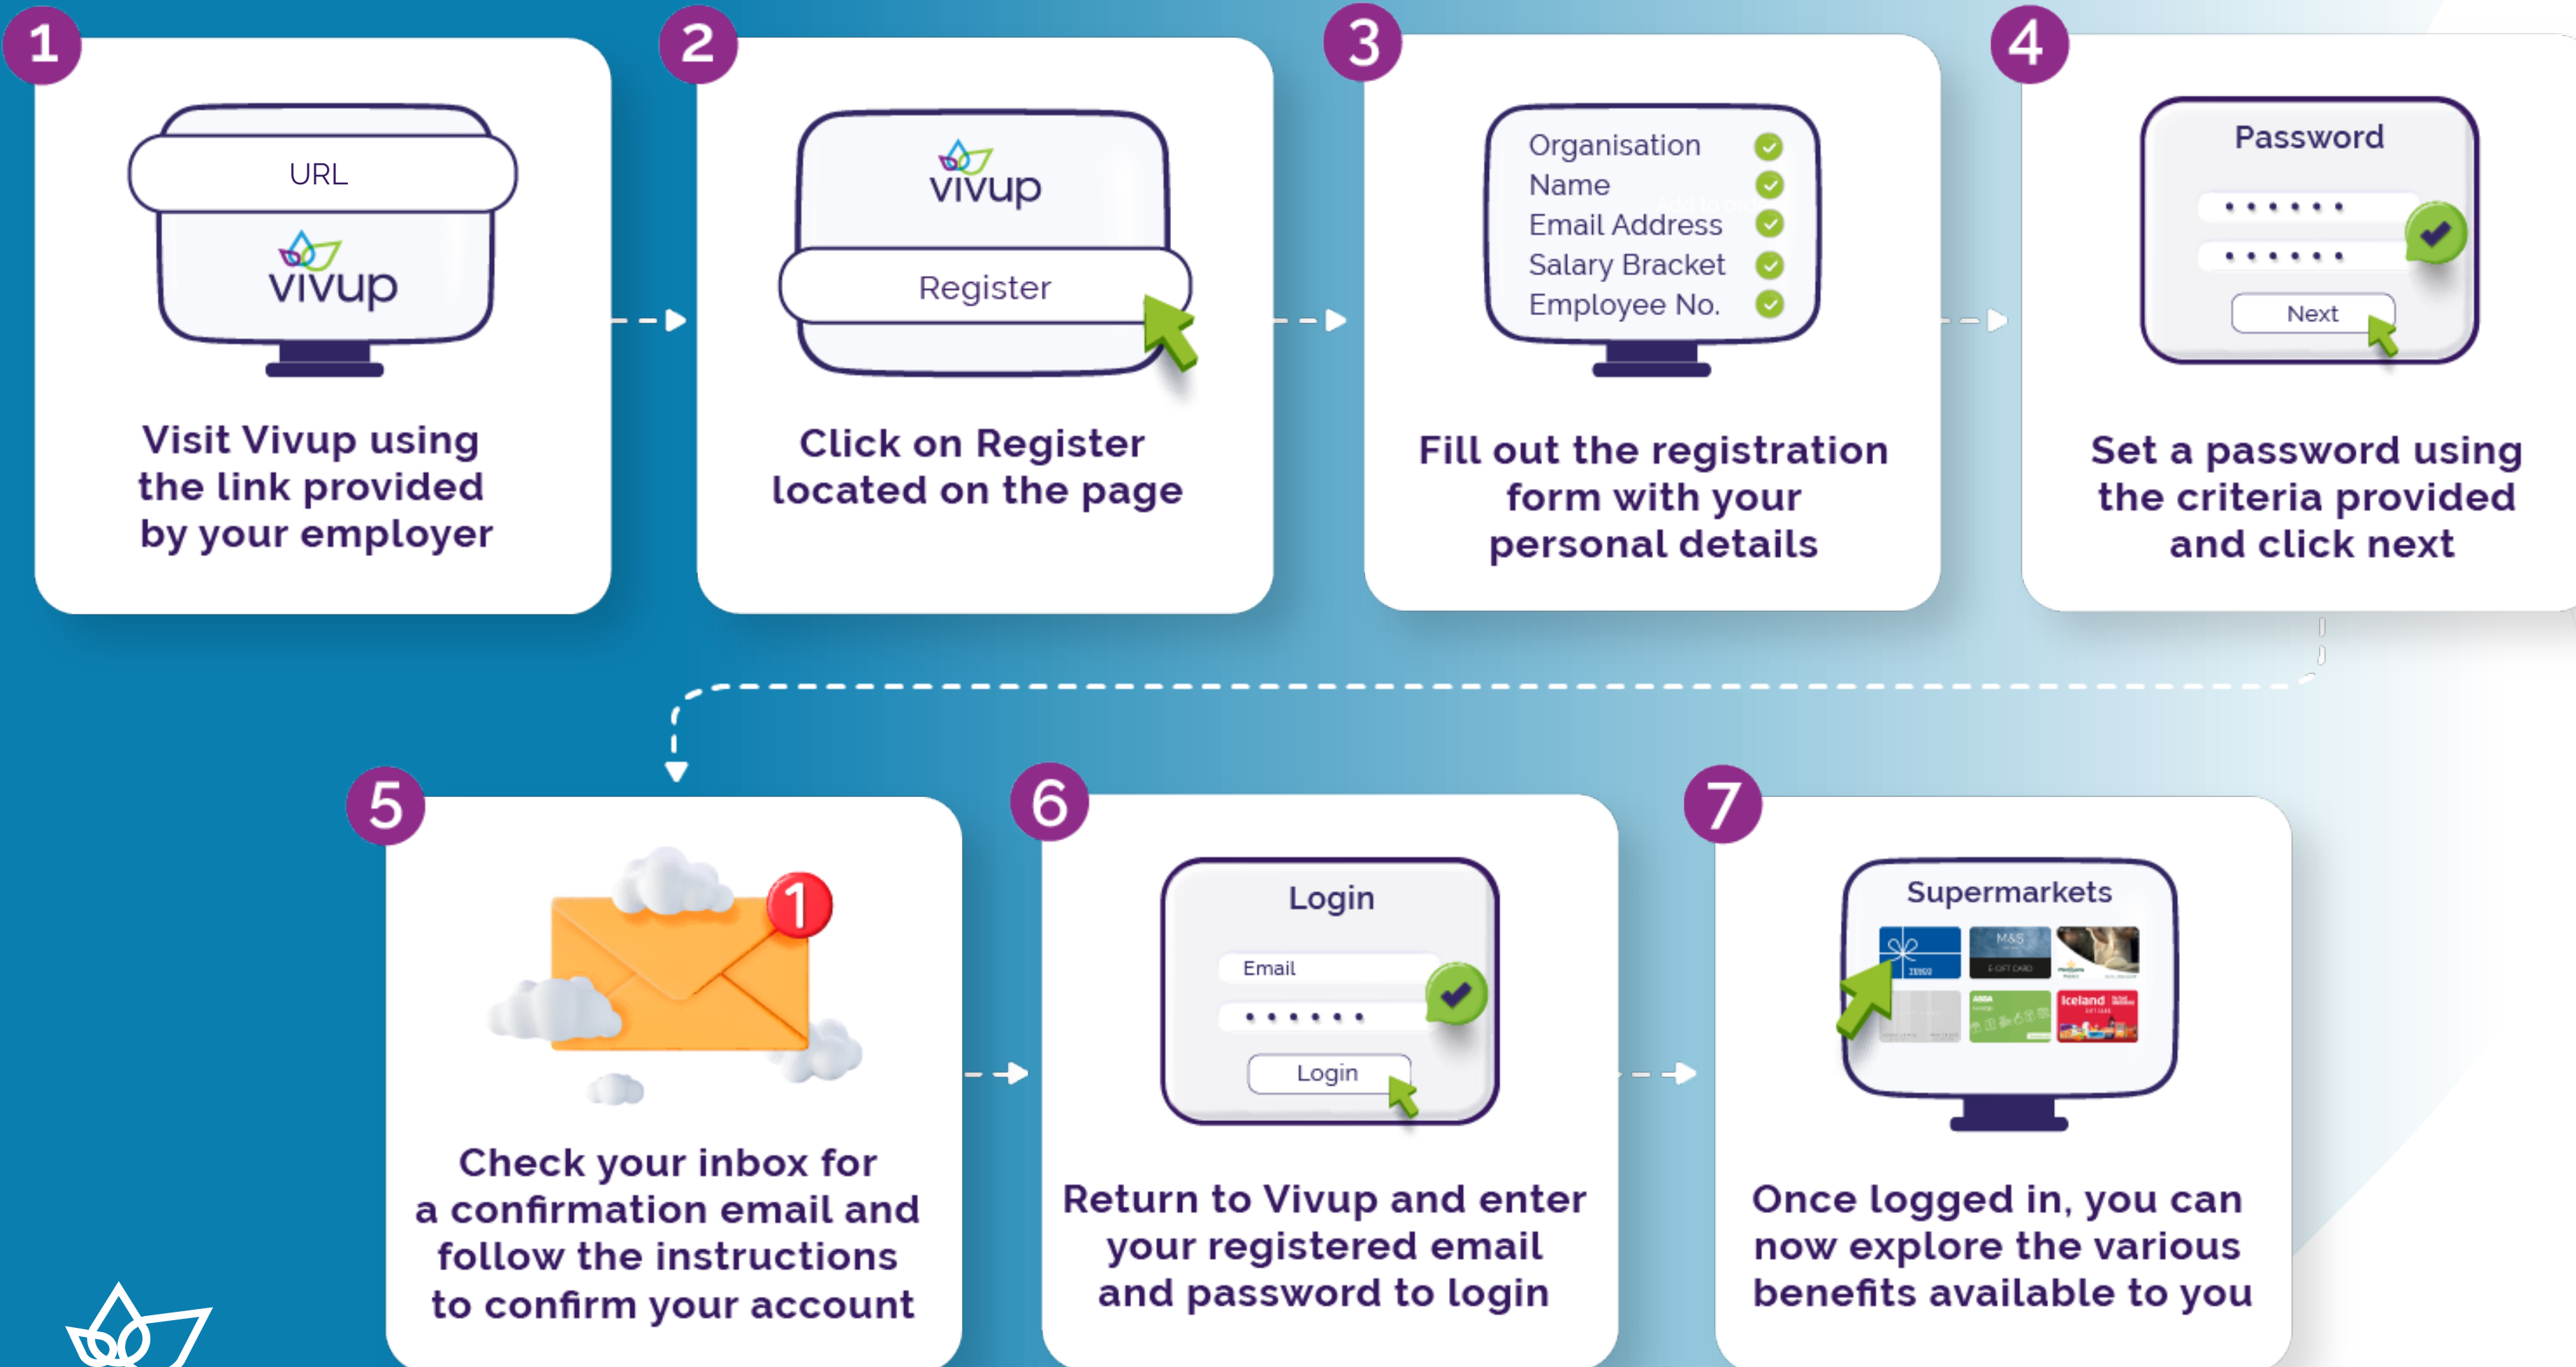 1
URL
vivup
Visit Vivup using
the link provided
by your employer
2
vivup
Register
Click on Register
located on the page
3
Organisation
Name
Email Address
Salary Bracket
Employee No.
Fill out the registration
form with your
personal details
4
Password
Next
Set a password using
the criteria provided
and click next
5
1
Check your inbox for
a confirmation email and
follow the instructions
to confirm your account
6
Login
Email
Login
Return to Vivup and enter
your registered email
and password to login
7
Supermarkets
M&S
E-GIFT CARD
ASDA
Iceland
GIFT CARD
Once logged in, you can
now explore the various
benefits available to you